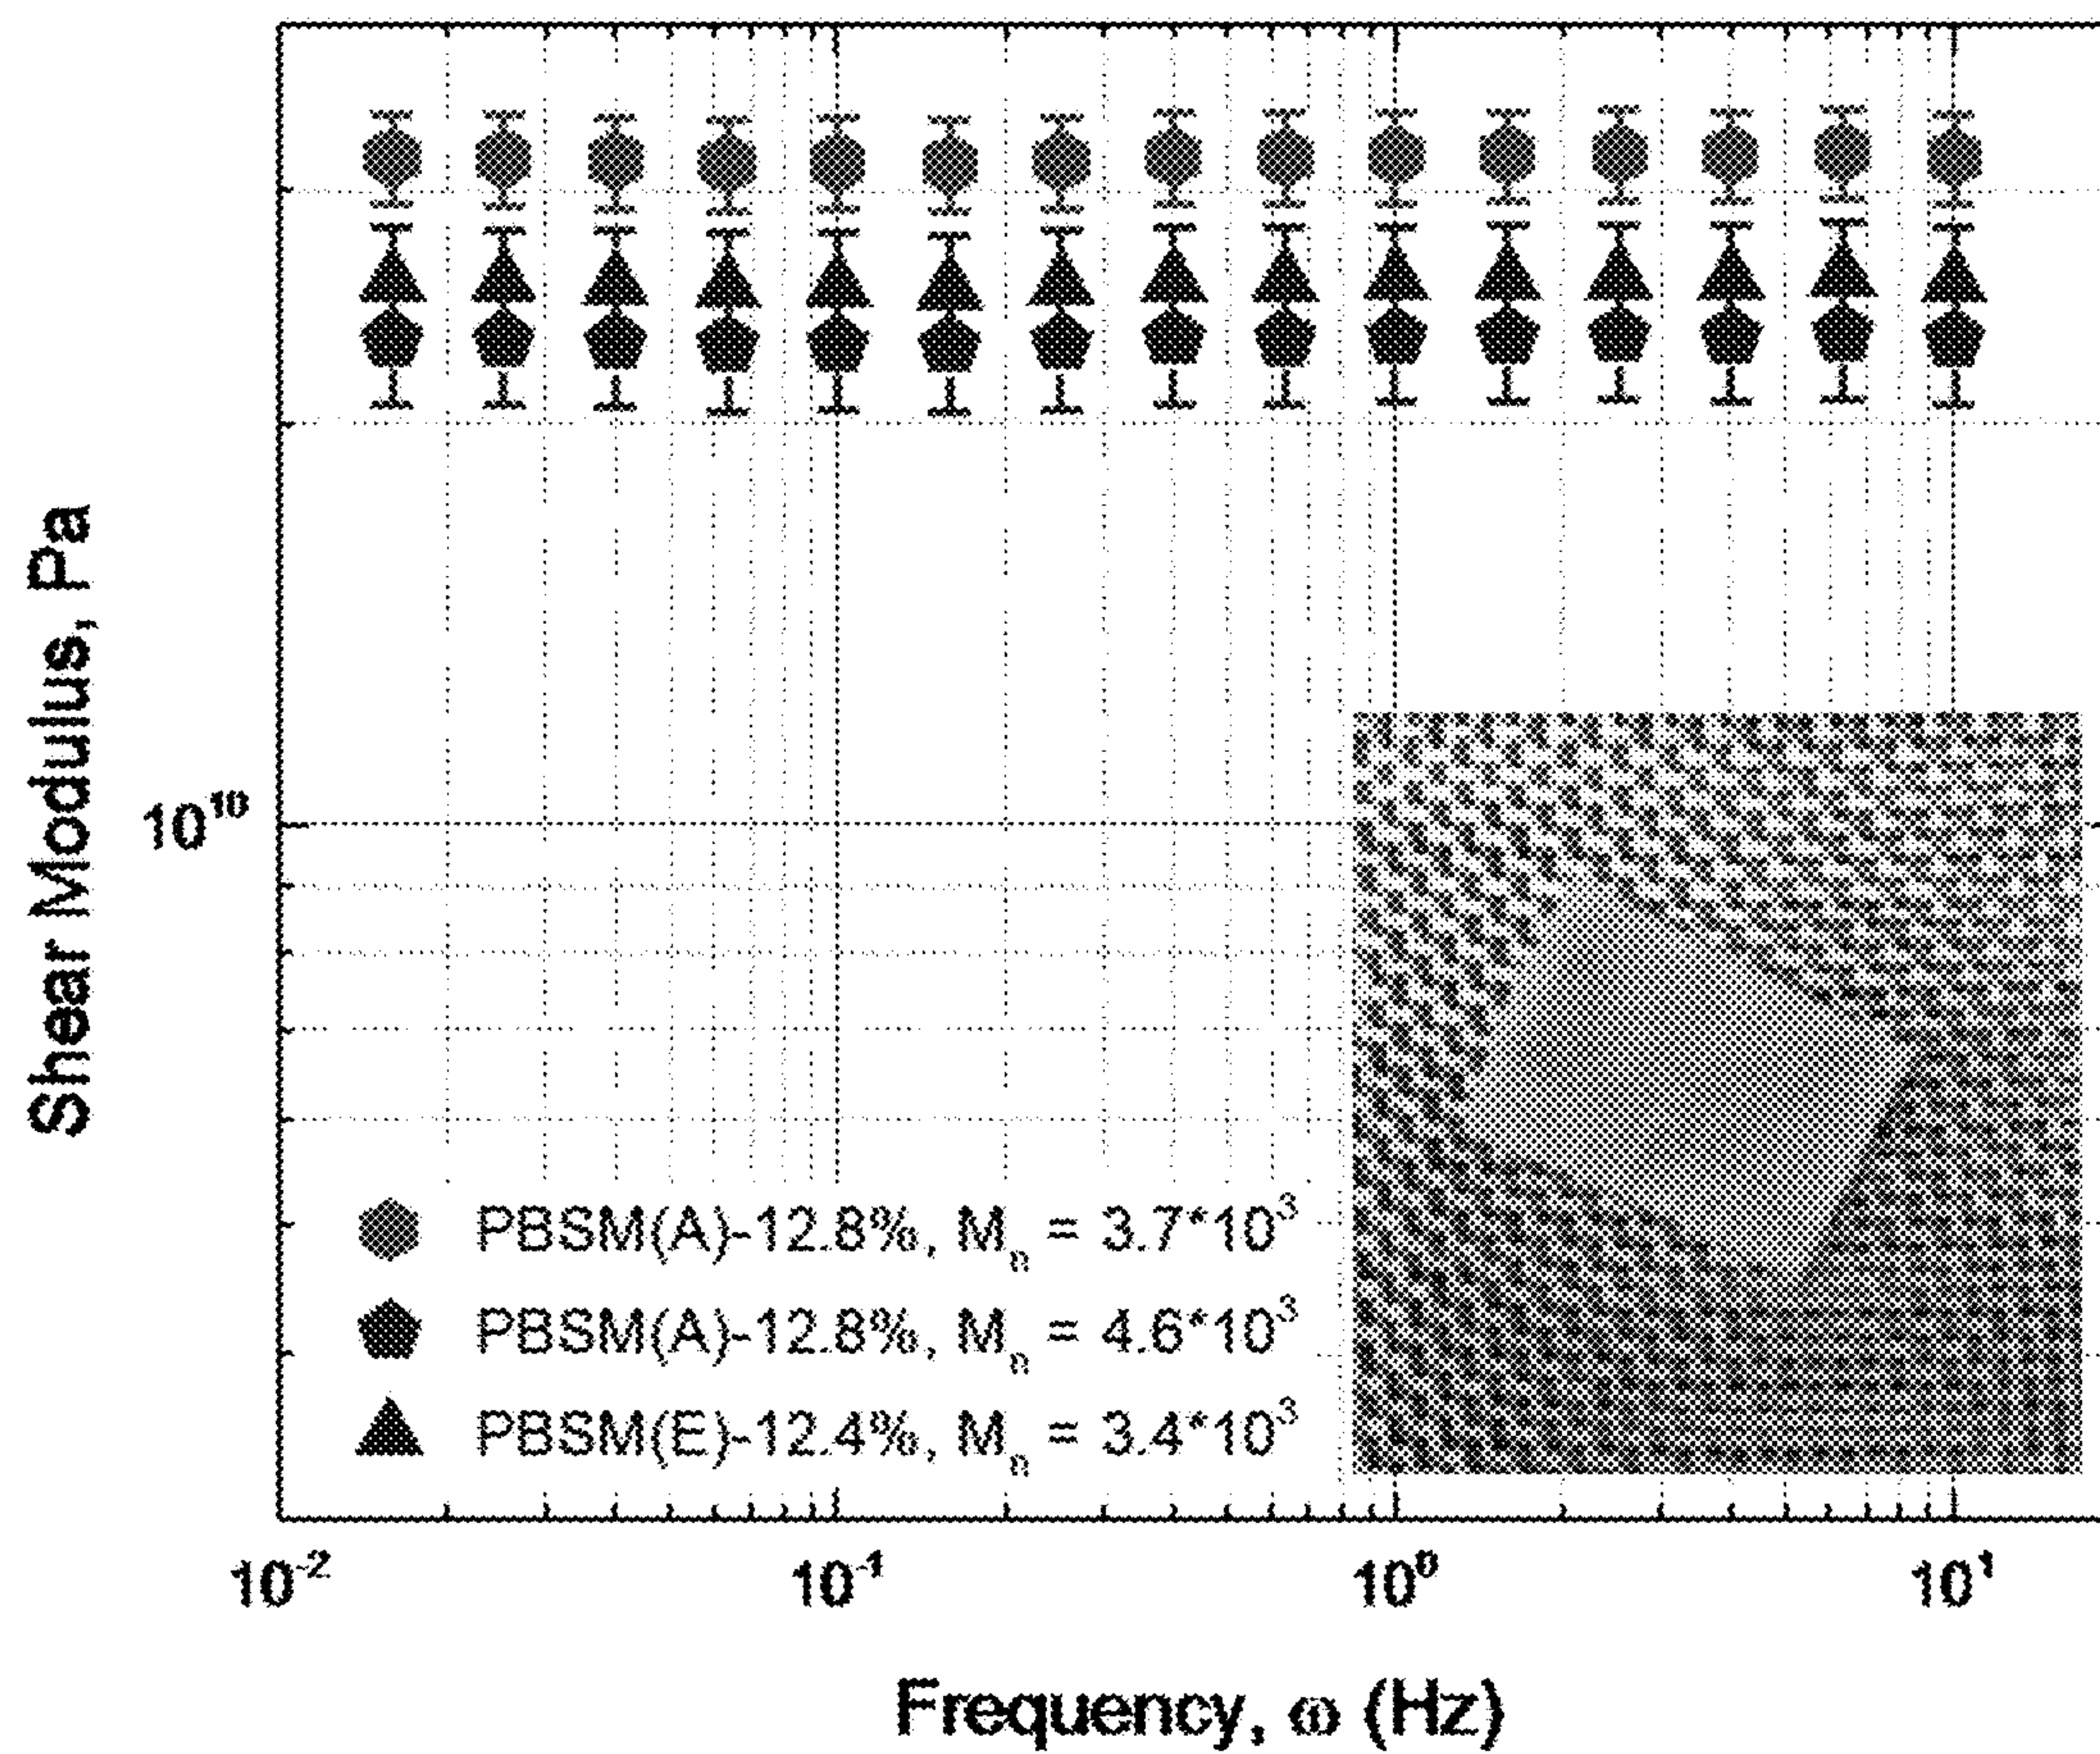 Shear Modulus, Pa
10¹⁰
PBSM(A)-12.8%, Mₙ = 3.7*10³
PBSM(A)-12.8%, Mₙ = 4.6*10³
PBSM(E)-12.4%, Mₙ = 3.4*10³
10⁻² 10⁻¹ 10⁰ 10¹
Frequency, ω (Hz)